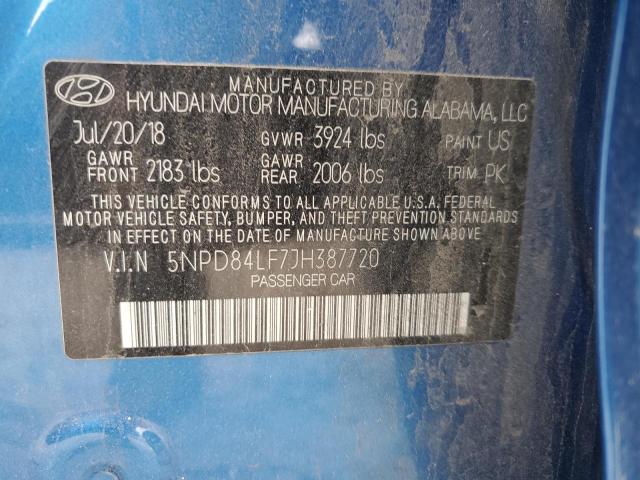 MANUFACTURED BY
HYUNDAI MOTOR MANUFACTURING ALABAMA, LLC
Jul/20/18 GVWR 3924 lbs PAINT US
GAWR FRONT 2183 lbs GAWR REAR 2006 lbs TRIM PK
THIS VEHICLE CONFORMS TO ALL APPLICABLE U.S.A. FEDERAL
MOTOR VEHICLE SAFETY, BUMPER, AND THEFT PREVENTION STANDARDS
IN EFFECT ON THE DATE OF MANUFACTURE SHOWN ABOVE.
V.I.N 5NPD84LF7JH387720
PASSENGER CAR